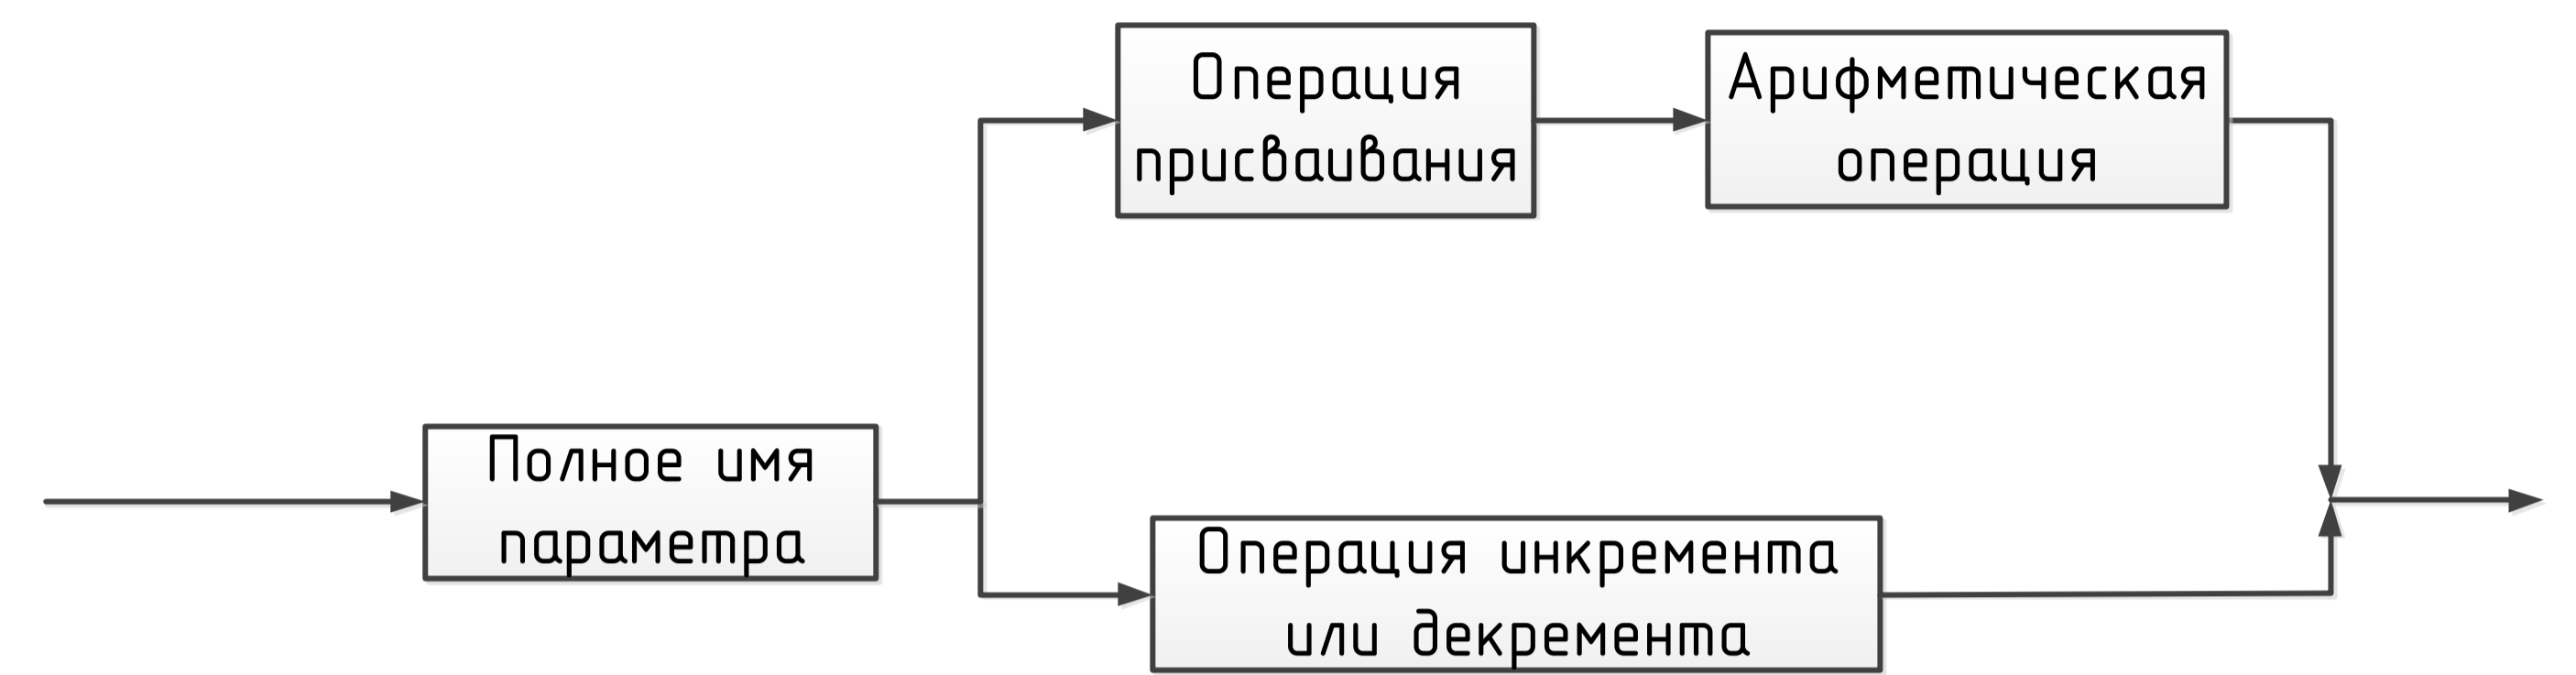 Операция
присваивания
Арифметическая
операция
Полное имя
параметра
Операция инкремента
или декремента